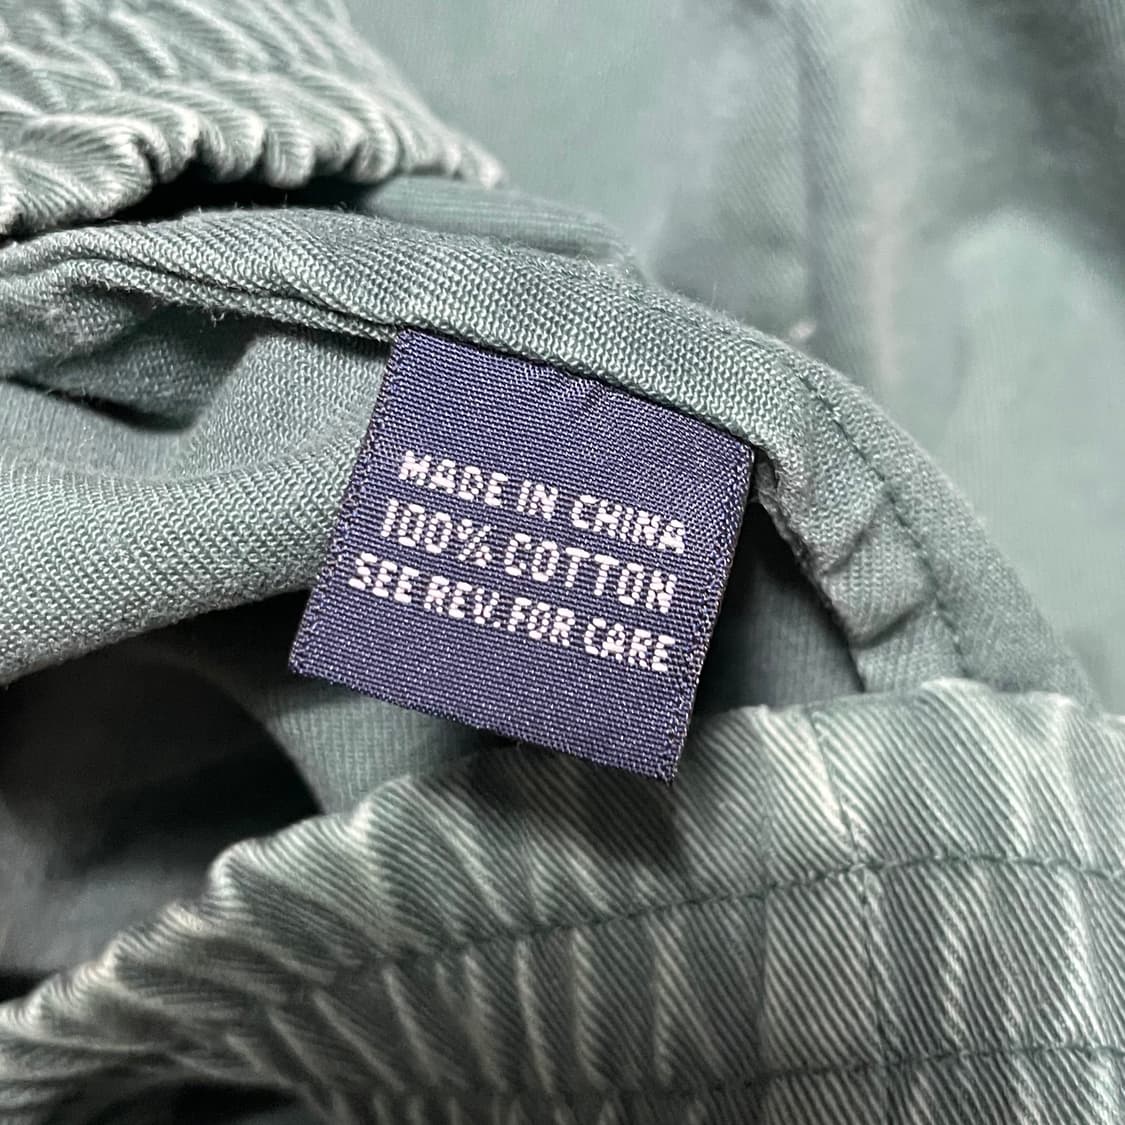 MADE IN CHINA
100% COTTON
SEE REV. FOR CARE